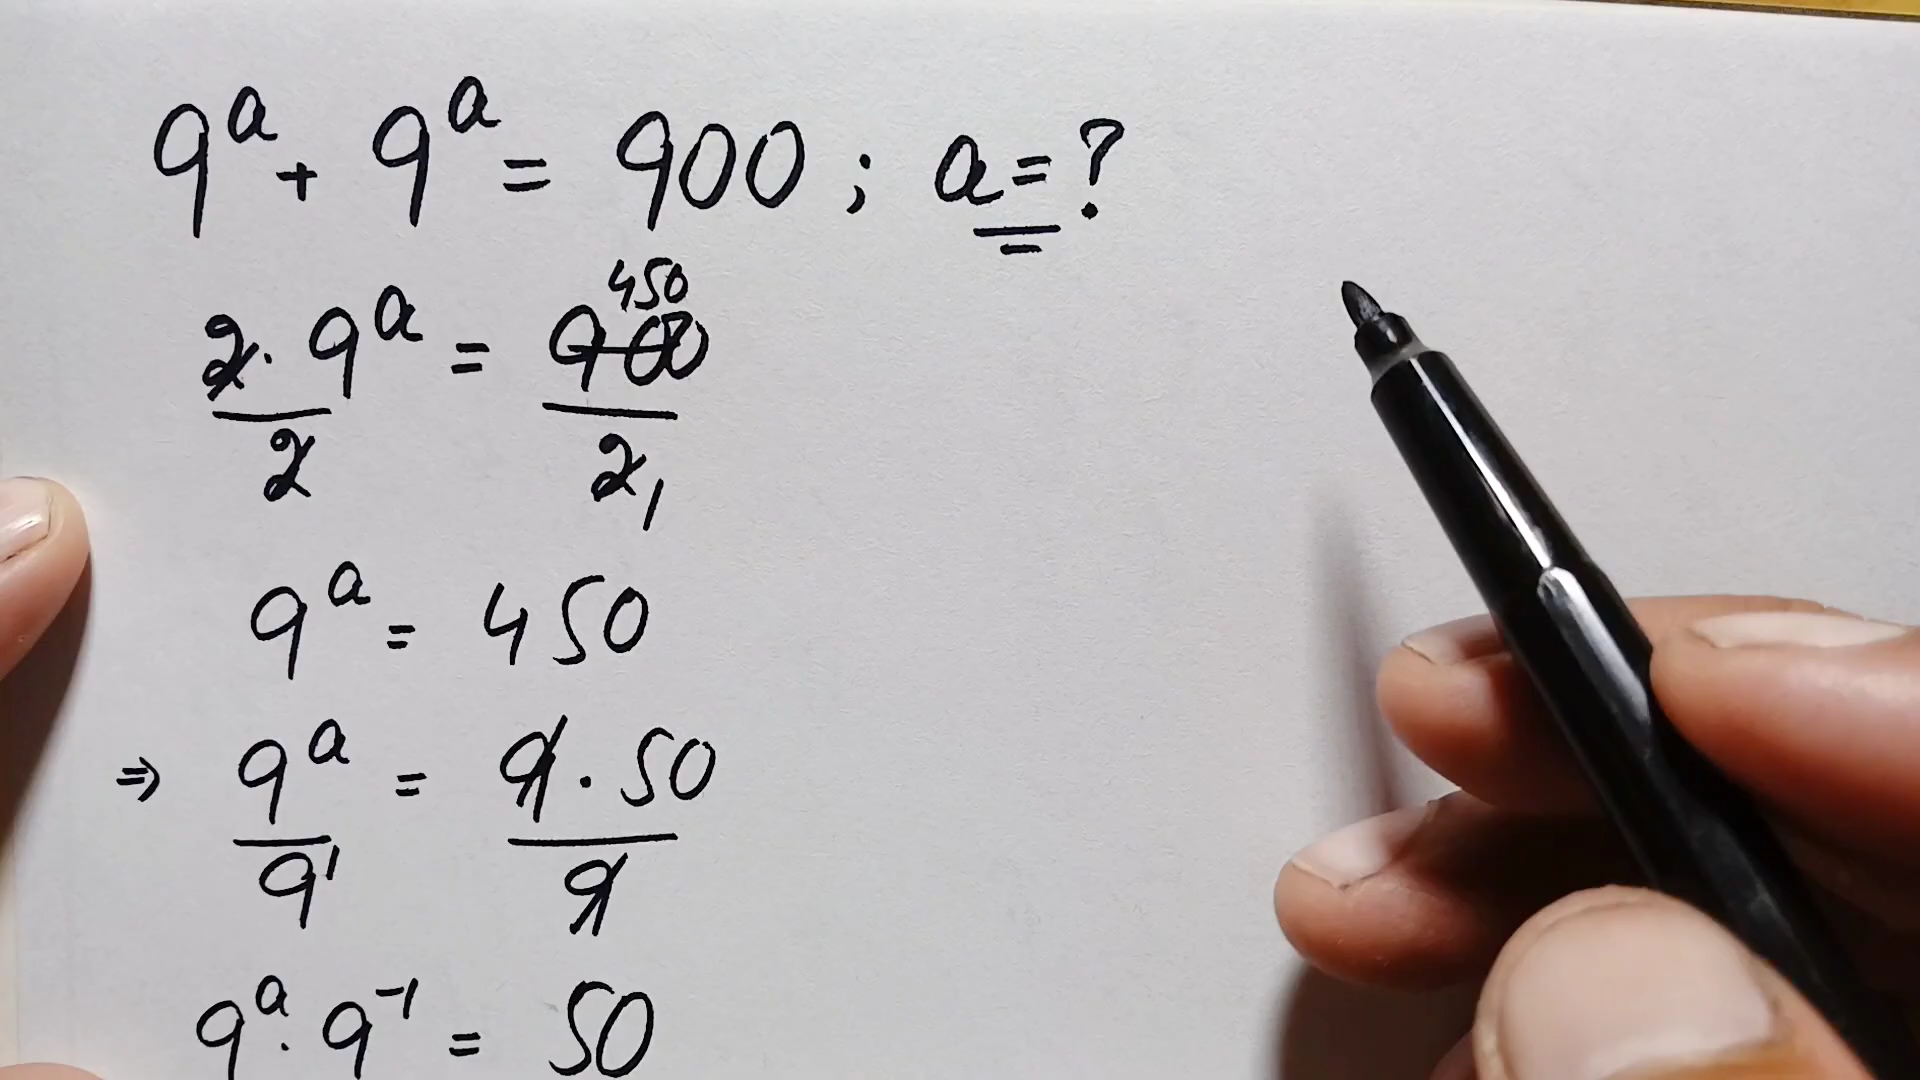 9^a + 9^a = 900 ; a = ?
450
2 · 9^a / 2 = 900 / 2 1
9^a = 450
⇒ 9^a / 9^1 = 9 · 50 / 9
9^a · 9^-1 = 50